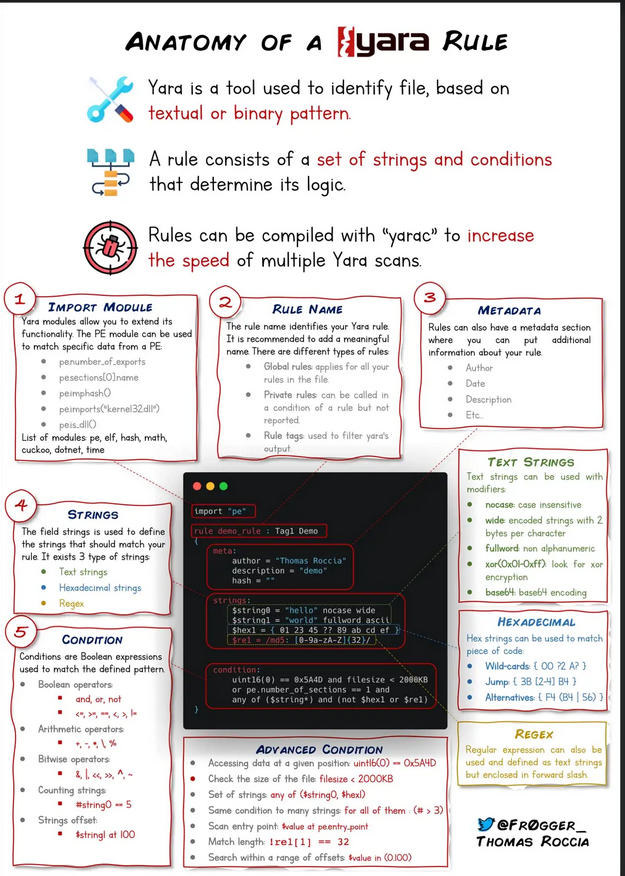 ANATOMY OF A yara RULE
Yara is a tool used to identify file, based on
textual or binary pattern.
A rule consists of a set of strings and conditions
that determine its logic.
Rules can be compiled with "yarac" to increase
the speed of multiple Yara scans.
1
IMPORT MODULE
Yara modules allow you to extend its
functionality. The PE module can be used
to match specific data from a PE:
pe.number_of_exports
pe.sections[0].name
pe.imphash()
pe.imports("kernel32.dll")
pe.is_dll()
List of modules: pe, elf, hash, math,
cuckoo, dotnet, time
2
RULE NAME
The rule name identifies your Yara rule.
It is recommended to add a meaningful
name. There are different types of rules:
Global rules: applies for all your
rules in the file.
Private rules: can be called in
a condition of a rule but not
reported.
Rule tags: used to filter yara's
output.
3
METADATA
Rules can also have a metadata section
where you can put additional
information about your rule.
Author
Date
Description
Etc...
4
STRINGS
The field strings is used to define
the strings that should match your
rule. It exists 3 type of strings:
Text strings
Hexadecimal strings
Regex
5
CONDITION
Conditions are Boolean expressions
used to match the defined pattern.
Boolean operators:
and, or, not
<=, >=, ==, <, >, !=
Arithmetic operators:
+, -, *, \, %
Bitwise operators:
&, |, <<, >>, ^, ~
Counting strings:
#string0 == 5
Strings offset:
$string1 at 100
import "pe"
rule demo_rule : Tag1 Demo
{
meta:
author = "Thomas Roccia"
description = "demo"
hash = ""
strings:
$string0 = "hello" nocase wide
$string1 = "world" fullword ascii
$hex1 = { 01 23 45 ?? 89 ab cd ef }
$re1 = /md5: [0-9a-zA-Z]{32}/
condition:
uint16(0) == 0x5A4D and filesize < 2000KB
or pe.number_of_sections == 1 and
any of ($string*) and (not $hex1 or $re1)
}
TEXT STRINGS
Text strings can be used with
modifiers:
nocase: case insensitive
wide: encoded strings with 2
bytes per character
fullword: non alphanumeric
xor(0x01-0xff): look for xor
encryption
base64: base64 encoding
HEXADECIMAL
Hex strings can be used to match
piece of code:
Wild-cards: { 00 ?2 A? }
Jump: { 3B [2-4] B4 }
Alternatives: { F4 (B4 | 56) }
REGEX
Regular expression can also be
used and defined as text strings
but enclosed in forward slash.
ADVANCED CONDITION
Accessing data at a given position: uint16(0) == 0x5A4D
Check the size of the file: filesize < 2000KB
Set of strings: any of ($string0, $hex1)
Same condition to many strings: for all of them : (# > 3)
Scan entry point: $value at pe.entry_point
Match length: !re1[1] == 32
Search within a range of offsets: $value in (0..100)
@FR0GGER_
THOMAS ROCCIA